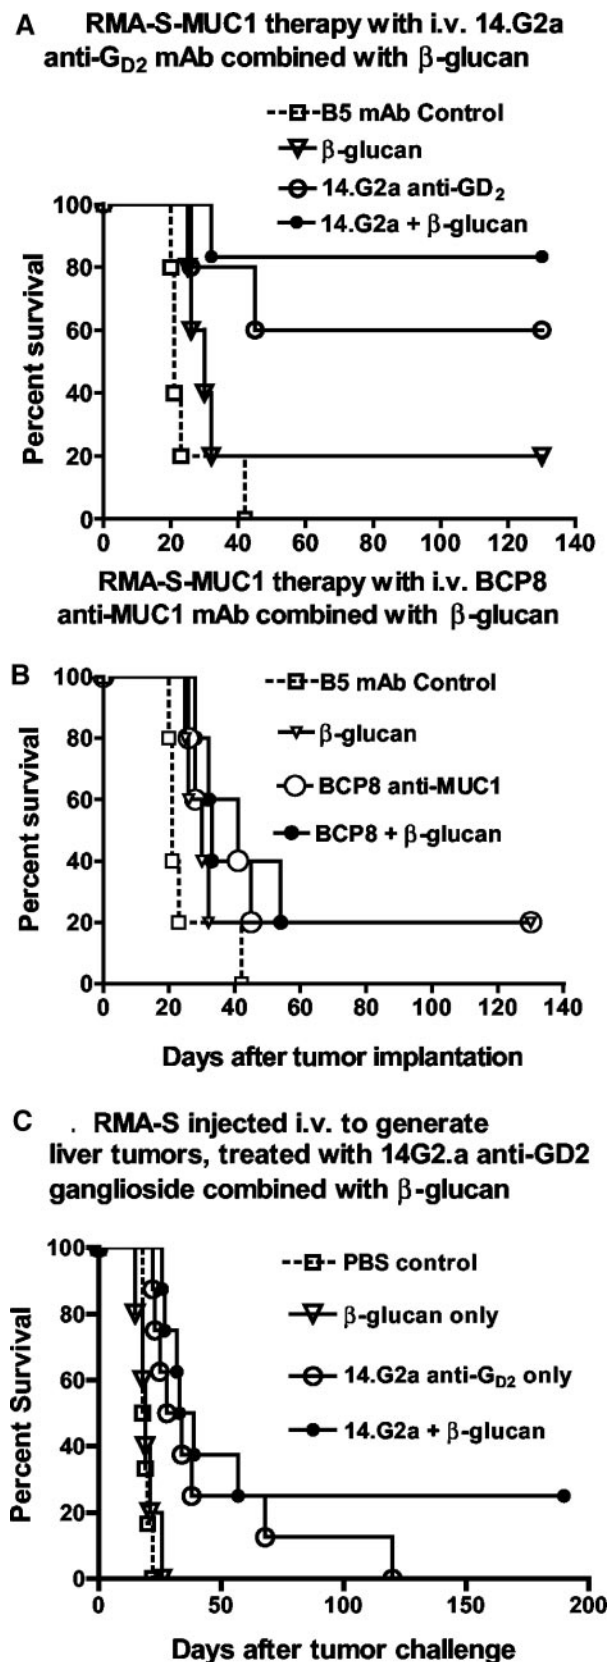 A RMA-S-MUC1 therapy with i.v. 14.G2a
anti-G_D2 mAb combined with β-glucan
B5 mAb Control
β-glucan
14.G2a anti-GD₂
14.G2a + β-glucan
Percent survival
100
80
60
40
20
0
0 20 40 60 80 100 120 140
RMA-S-MUC1 therapy with i.v. BCP8
anti-MUC1 mAb combined with β-glucan
B
B5 mAb Control
β-glucan
BCP8 anti-MUC1
BCP8 + β-glucan
Percent survival
100
80
60
40
20
0
0 20 40 60 80 100 120 140
Days after tumor implantation
C . RMA-S injected i.v. to generate
liver tumors, treated with 14G2.a anti-GD2
ganglioside combined with β-glucan
PBS control
β-glucan only
14.G2a anti-G_D2 only
14.G2a + β-glucan
Percent Survival
100
80
60
40
20
0
0 50 100 150 200
Days after tumor challenge